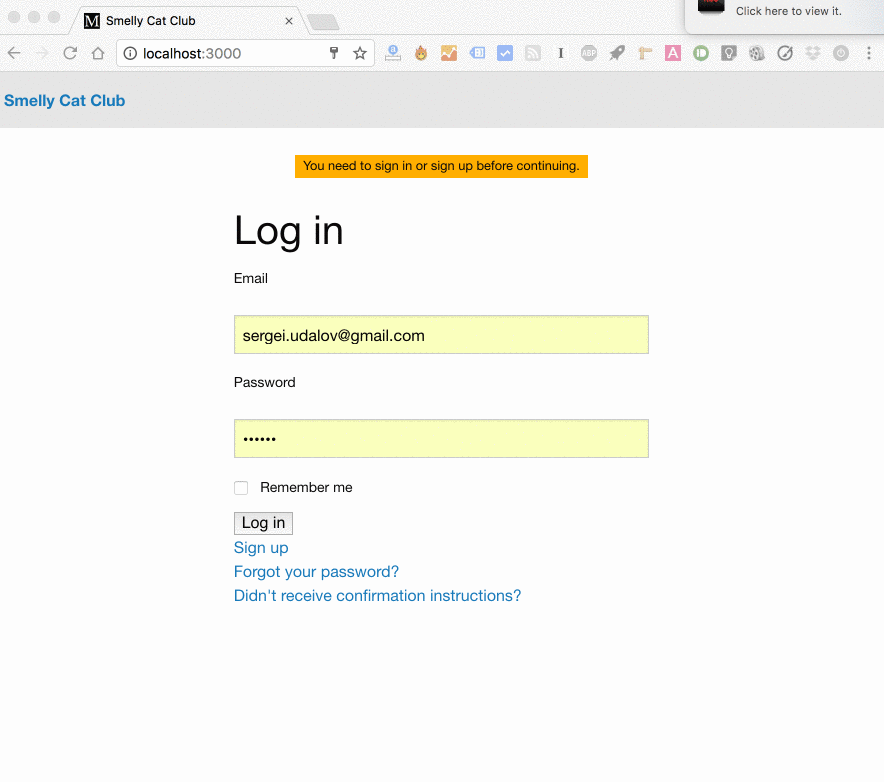 Smelly Cat Club
Click here to view it.
localhost:3000
Smelly Cat Club
You need to sign in or sign up before continuing.
Log in
Email
sergei.udalov@gmail.com
Password
••••••
Remember me
Log in
Sign up
Forgot your password?
Didn't receive confirmation instructions?